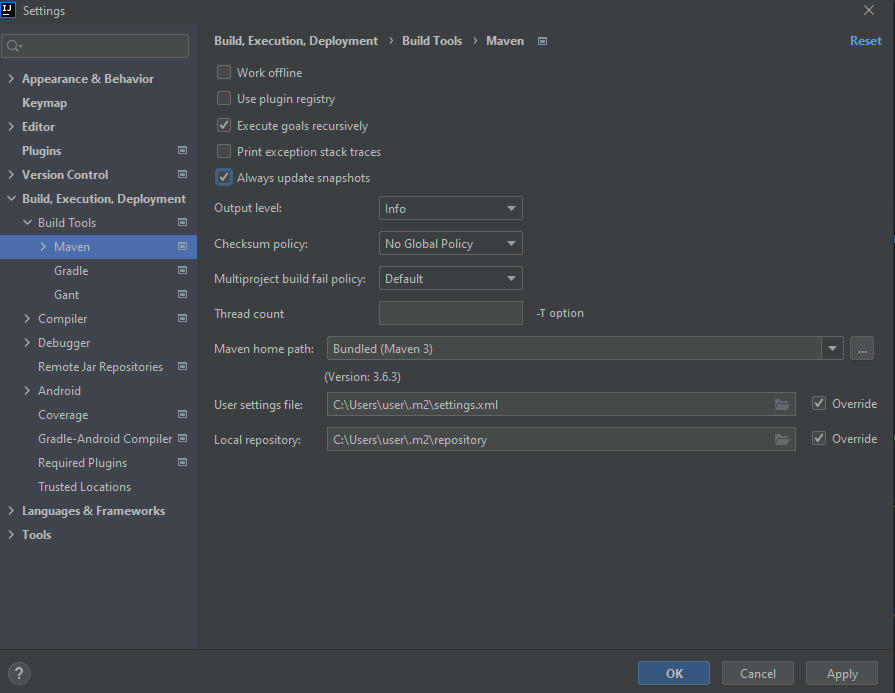 IJ
Settings
Build, Execution, Deployment › Build Tools › Maven
Reset
Appearance & Behavior
Keymap
Editor
Plugins
Version Control
Build, Execution, Deployment
Build Tools
Maven
Gradle
Gant
Compiler
Debugger
Remote Jar Repositories
Android
Coverage
Gradle-Android Compiler
Required Plugins
Trusted Locations
Languages & Frameworks
Tools
Work offline
Use plugin registry
Execute goals recursively
Print exception stack traces
Always update snapshots
Output level: Info
Checksum policy: No Global Policy
Multiproject build fail policy: Default
Thread count -T option
Maven home path: Bundled (Maven 3) ...
(Version: 3.6.3)
User settings file: C:\Users\user\.m2\settings.xml Override
Local repository: C:\Users\user\.m2\repository Override
? OK Cancel Apply